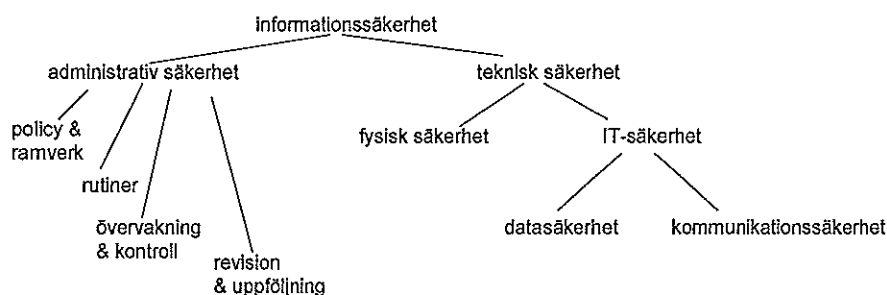 informationssäkerhet
administrativ säkerhet
teknisk säkerhet
policy &
ramverk
fysisk säkerhet
IT-säkerhet
rutiner
övervakning
& kontroll
datasäkerhet
kommunikationssäkerhet
revision
& uppföljning